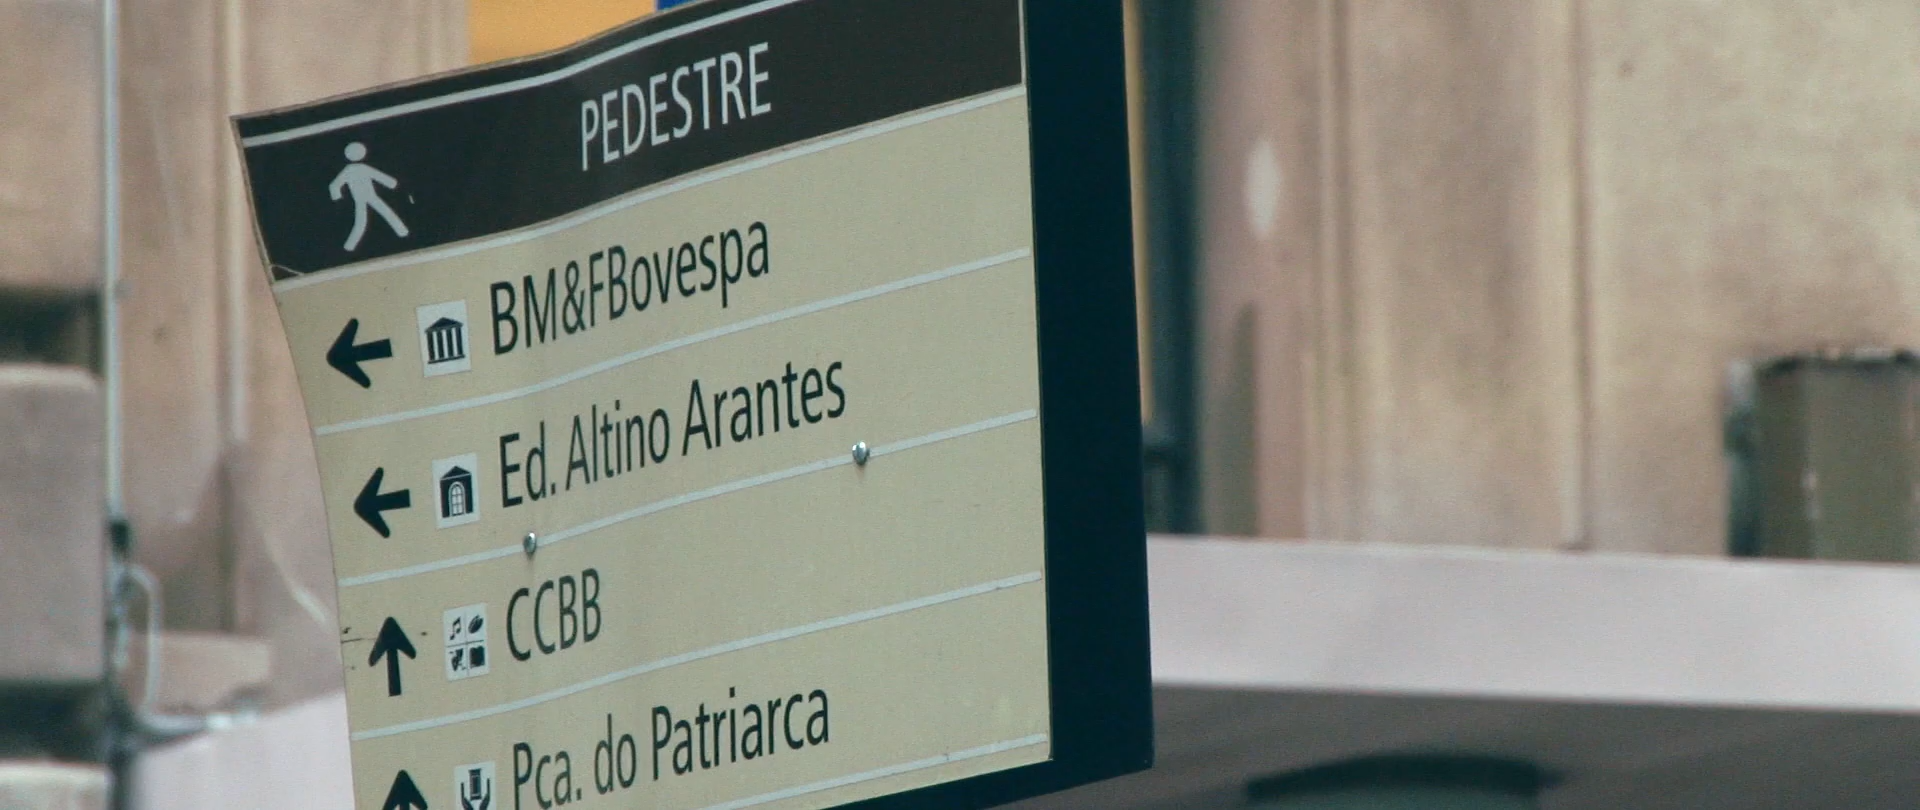 PEDESTRE
BM&FBovespa
Ed. Altino Arantes
CCBB
Pca. do Patriarca